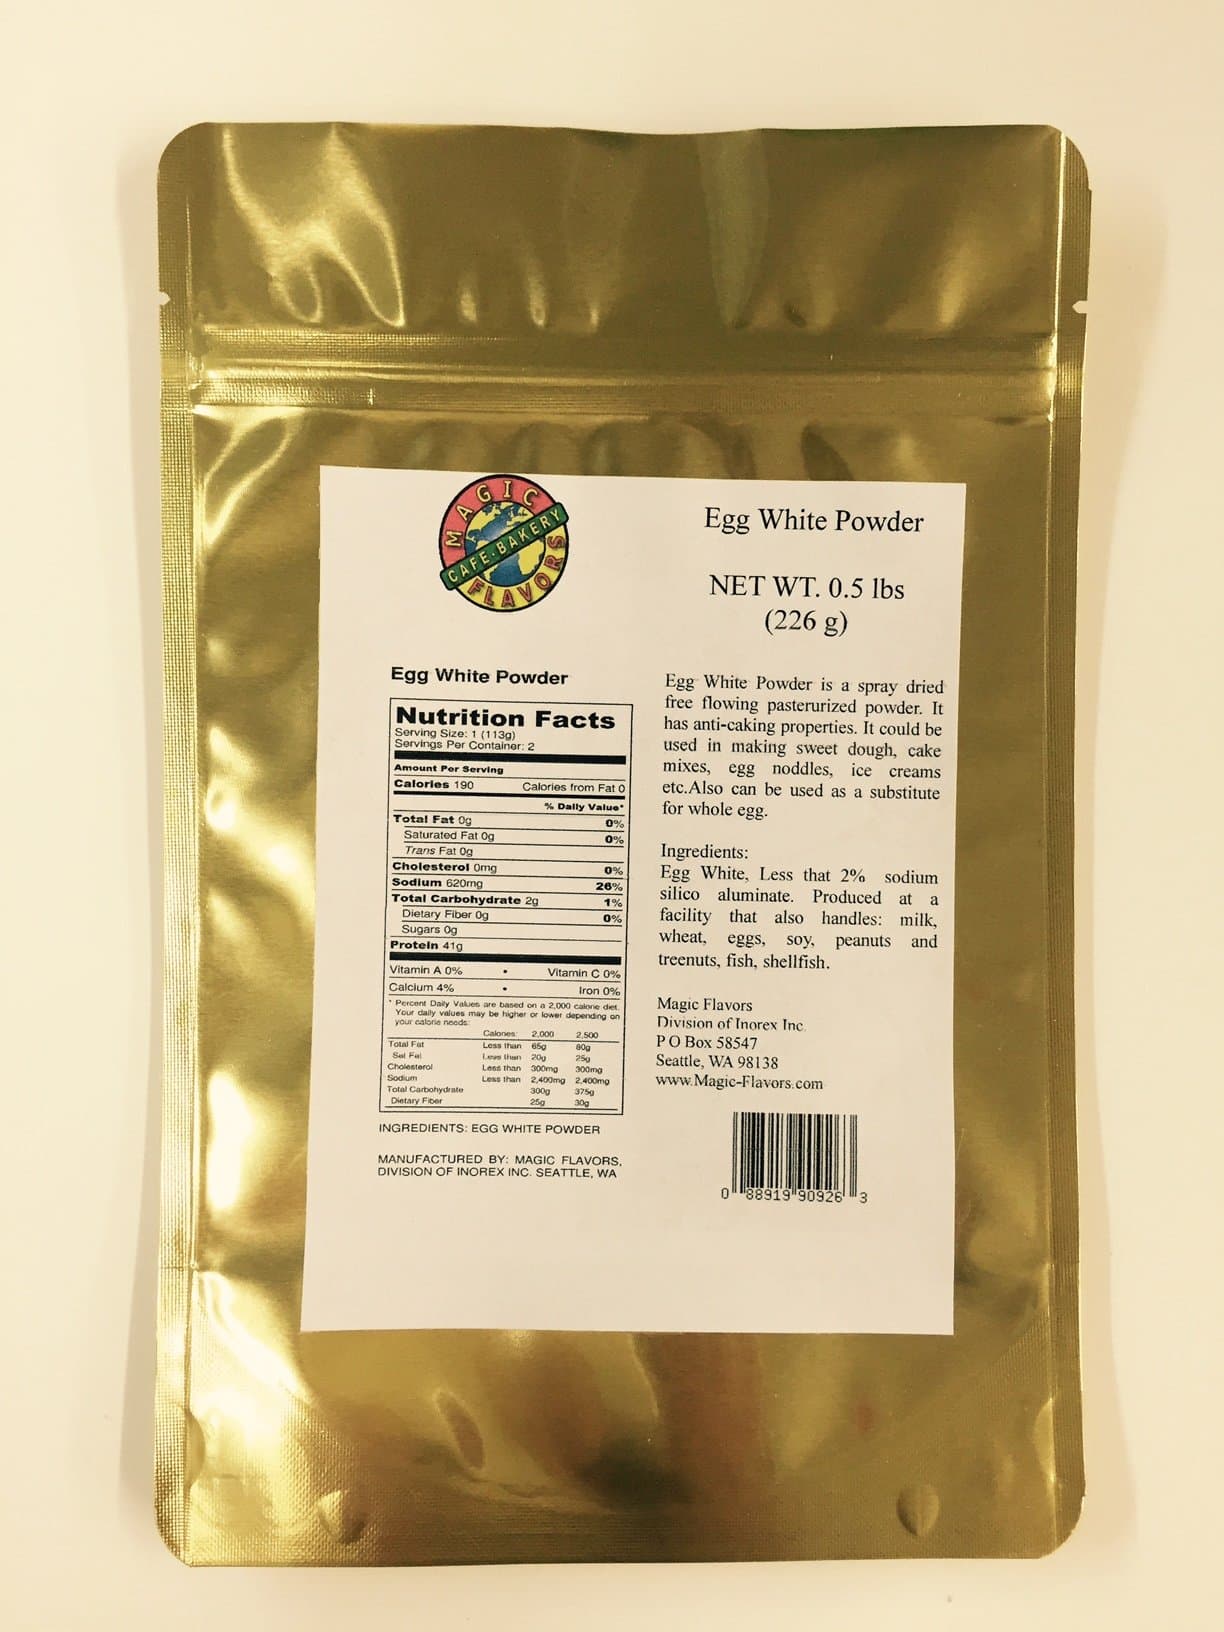 MAGIC
CAFE·BAKERY
FLAVORS
Egg White Powder
NET WT. 0.5 lbs
(226 g)
Egg White Powder
Nutrition Facts
Serving Size: 1 (113g)
Servings Per Container: 2
Amount Per Serving
Calories 190 Calories from Fat 0
% Daily Value*
Total Fat 0g 0%
Saturated Fat 0g 0%
Trans Fat 0g
Cholesterol 0mg 0%
Sodium 620mg 26%
Total Carbohydrate 2g 1%
Dietary Fiber 0g 0%
Sugars 0g
Protein 41g
Vitamin A 0% • Vitamin C 0%
Calcium 4% • Iron 0%
* Percent Daily Values are based on a 2,000 calorie diet.
Your daily values may be higher or lower depending on
your calorie needs:
Calories: 2,000 2,500
Total Fat Less than 65g 80g
Sat Fat Less than 20g 25g
Cholesterol Less than 300mg 300mg
Sodium Less than 2,400mg 2,400mg
Total Carbohydrate 300g 375g
Dietary Fiber 25g 30g
INGREDIENTS: EGG WHITE POWDER
MANUFACTURED BY: MAGIC FLAVORS,
DIVISION OF INOREX INC. SEATTLE, WA
Egg White Powder is a spray dried
free flowing pasterurized powder. It
has anti-caking properties. It could be
used in making sweet dough, cake
mixes, egg noddles, ice creams
etc.Also can be used as a substitute
for whole egg.
Ingredients:
Egg White, Less that 2% sodium
silico aluminate. Produced at a
facility that also handles: milk,
wheat, eggs, soy, peanuts and
treenuts, fish, shellfish.
Magic Flavors
Division of Inorex Inc.
P O Box 58547
Seattle, WA 98138
www.Magic-Flavors.com
0 88919 90926 3